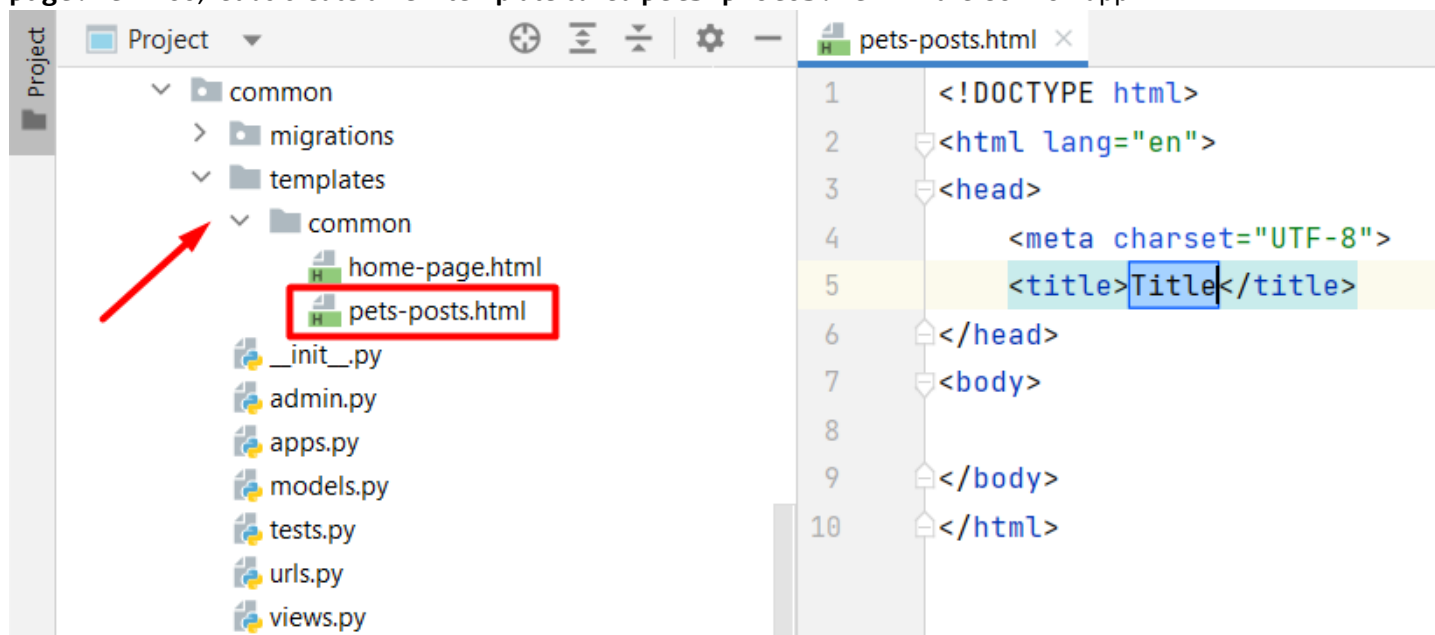 Project
Project
pets-posts.html
common
migrations
templates
common
home-page.html
pets-posts.html
__init__.py
admin.py
apps.py
models.py
tests.py
urls.py
views.py
1 <!DOCTYPE html>
2 <html lang="en">
3 <head>
4 <meta charset="UTF-8">
5 <title>Title</title>
6 </head>
7 <body>
8
9 </body>
10 </html>